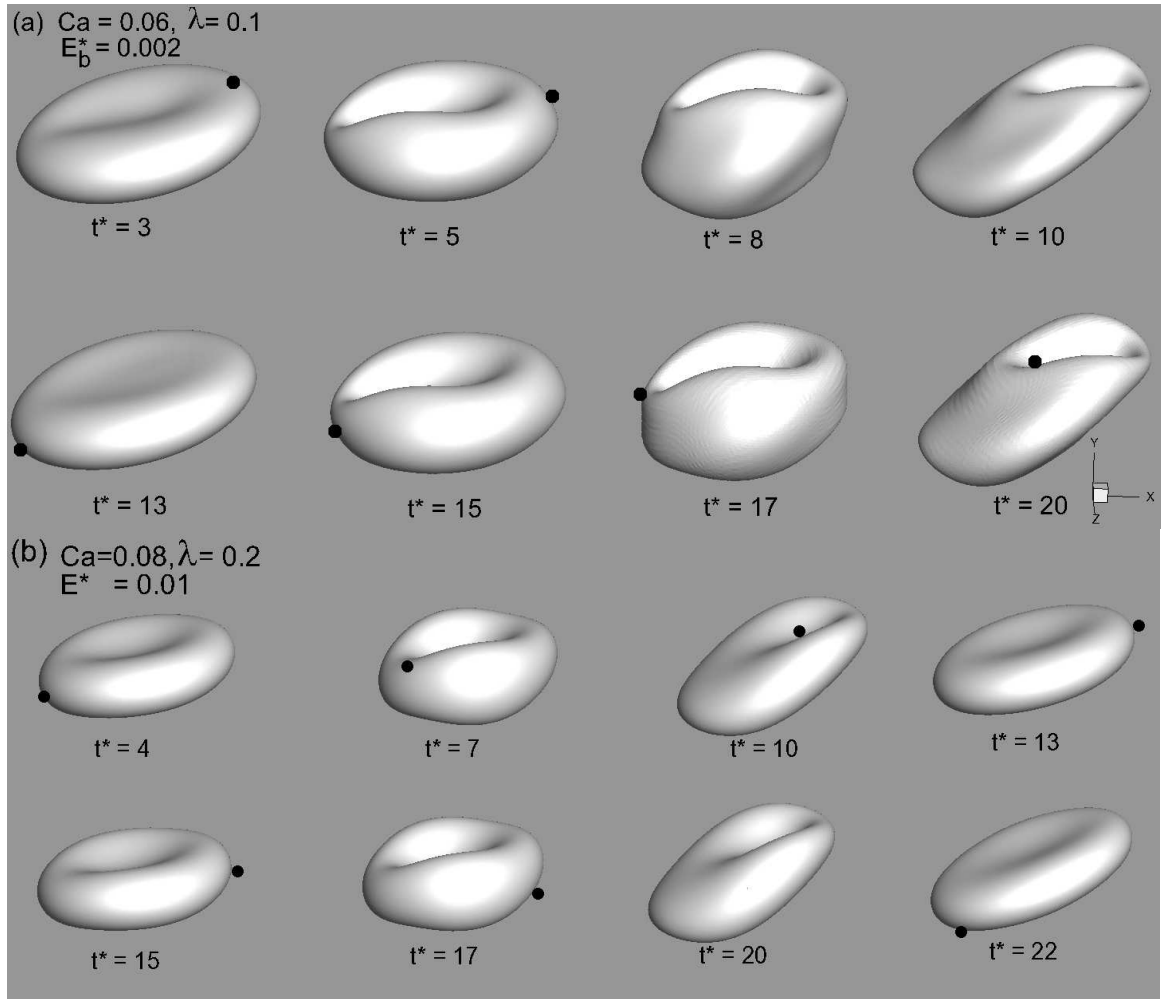 (a) Ca = 0.06, λ = 0.1
E*b = 0.002
t* = 3
t* = 5
t* = 8
t* = 10
t* = 13
t* = 15
t* = 17
t* = 20
Y
X
Z
(b) Ca=0.08, λ= 0.2
E* = 0.01
t* = 4
t* = 7
t* = 10
t* = 13
t* = 15
t* = 17
t* = 20
t* = 22